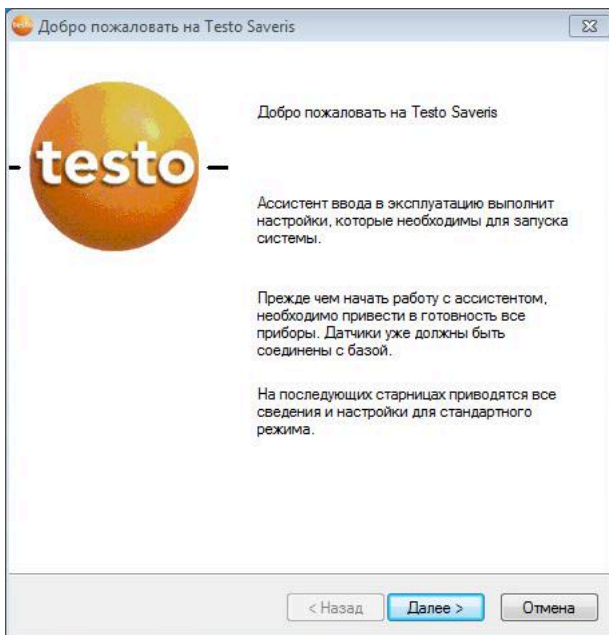 Добро пожаловать на Testo Saveris
testo
Добро пожаловать на Testo Saveris
Ассистент ввода в эксплуатацию выполнит
настройки, которые необходимы для запуска
системы.
Прежде чем начать работу с ассистентом,
необходимо привести в готовность все
приборы. Датчики уже должны быть
соединены с базой.
На последующих старницах приводятся все
сведения и настройки для стандартного
режима.
< Назад
Далее >
Отмена